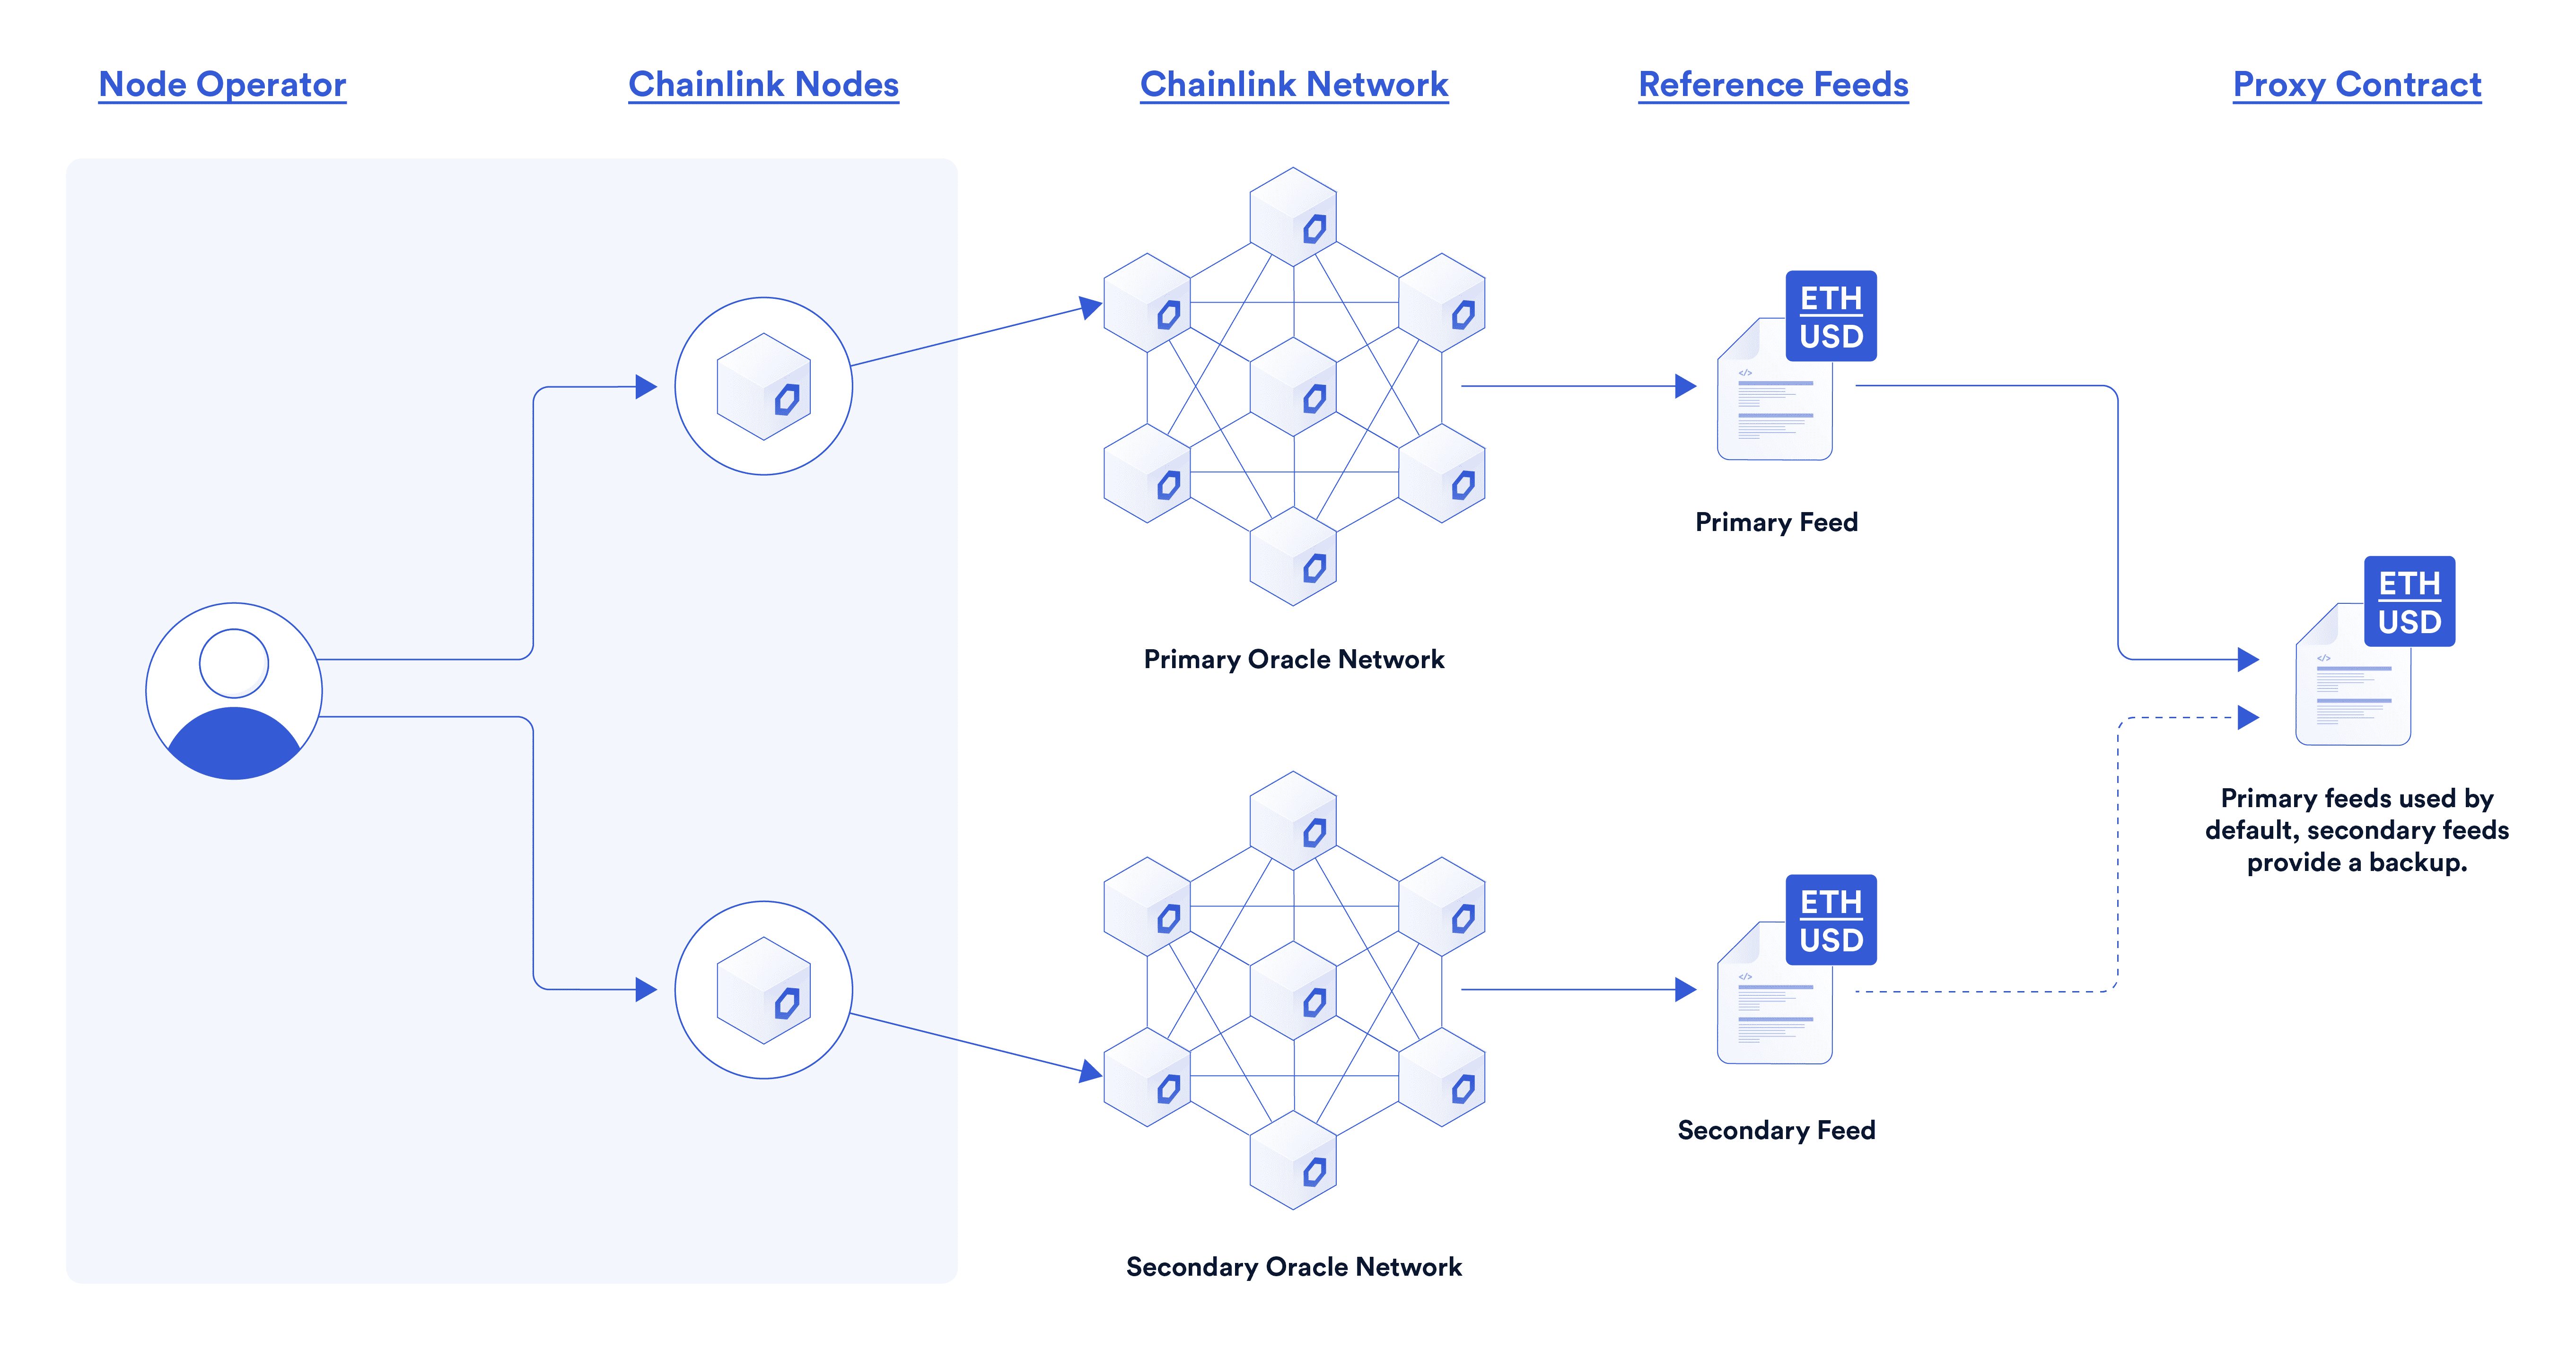 Node Operator
Chainlink Nodes
Chainlink Network
Reference Feeds
Proxy Contract
ETH
USD
</>
Primary Feed
Primary Oracle Network
ETH
USD
</>
Primary feeds used by
default, secondary feeds
provide a backup.
ETH
USD
</>
Secondary Feed
Secondary Oracle Network